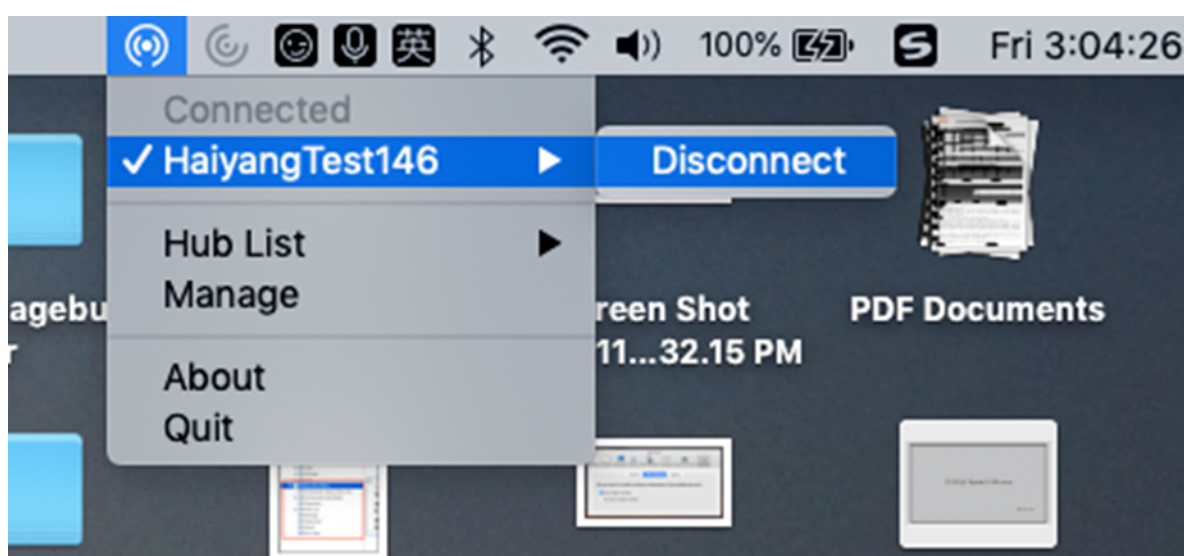 英 100% S Fri 3:04:26
Connected
✓ HaiyangTest146 Disconnect
Hub List
Manage
About
Quit
agebu
r
reen Shot
11...32.15 PM
PDF Documents